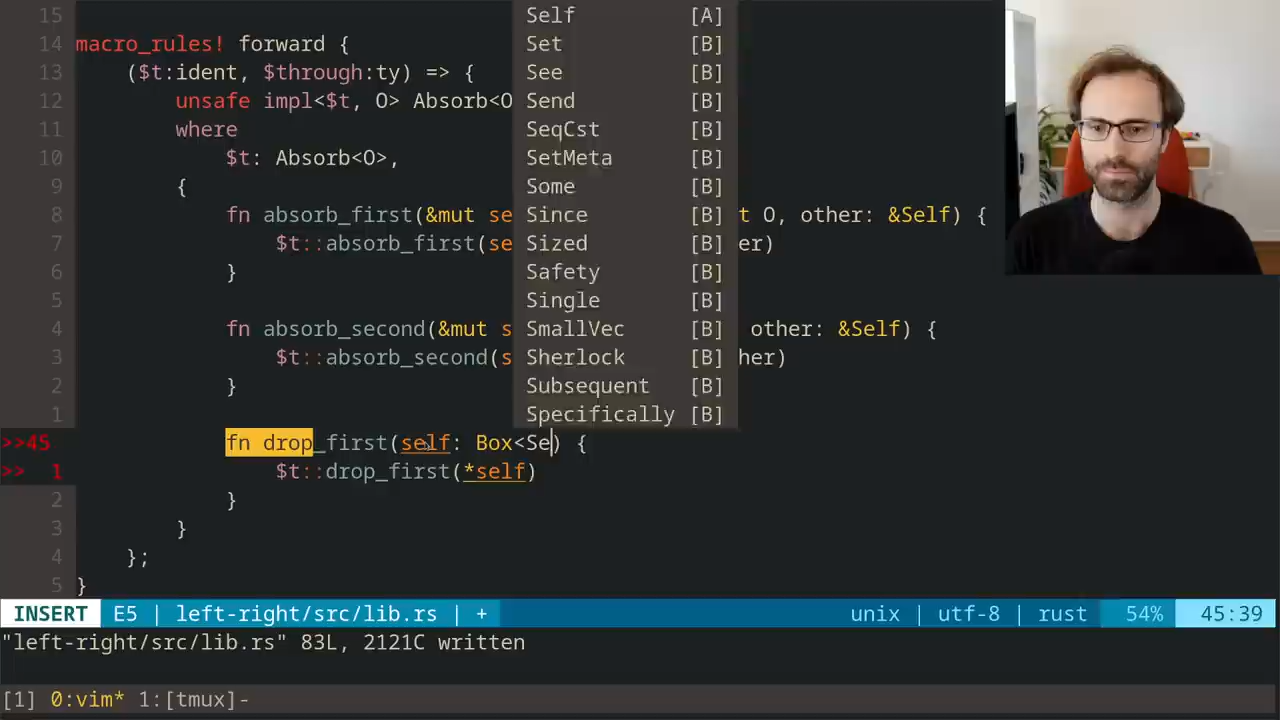 15 Self [A]
14 macro_rules! forward { Set [B]
13 ($t:ident, $through:ty) => { See [B]
12 unsafe impl<$t, O> Absorb<O Send [B]
11 where SeqCst [B]
10 $t: Absorb<O>, SetMeta [B]
9 { Some [B]
8 fn absorb_first(&mut se Since [B] t O, other: &Self) {
7 $t::absorb_first(se Sized [B] er)
6 } Safety [B]
5 Single [B]
4 fn absorb_second(&mut s SmallVec [B] other: &Self) {
3 $t::absorb_second(s Sherlock [B] her)
2 } Subsequent [B]
1 Specifically [B]
>>45 fn drop_first(self: Box<Se) {
>> 1 $t::drop_first(*self)
2 }
3 }
4 };
5 }
INSERT E5 | left-right/src/lib.rs | + unix | utf-8 | rust 54% 45:39
"left-right/src/lib.rs" 83L, 2121C written
[1] 0:vim* 1:[tmux]-